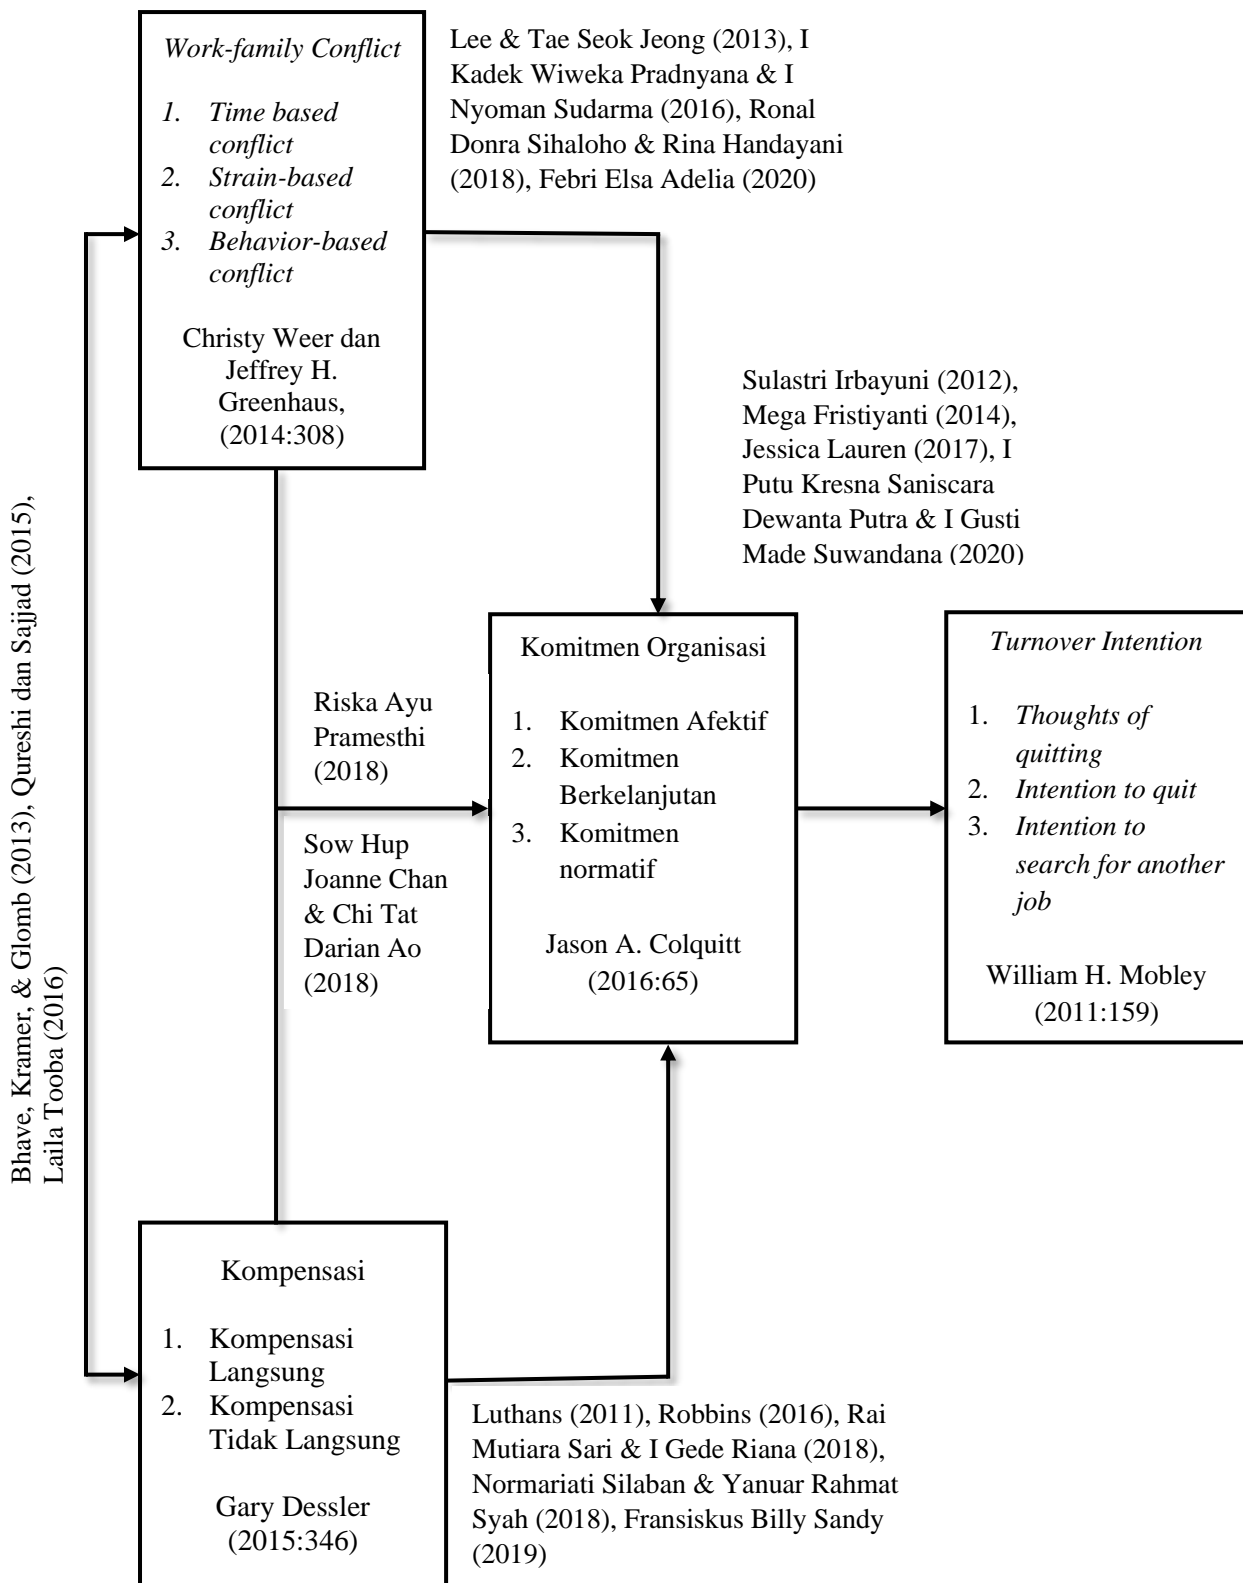 Work-family Conflict
1. Time based
conflict
2. Strain-based
conflict
3. Behavior-based
conflict
Christy Weer dan
Jeffrey H.
Greenhaus,
(2014:308)
Lee & Tae Seok Jeong (2013), I
Kadek Wiweka Pradnyana & I
Nyoman Sudarma (2016), Ronal
Donra Sihaloho & Rina Handayani
(2018), Febri Elsa Adelia (2020)
Sulastri Irbayuni (2012),
Mega Fristiyanti (2014),
Jessica Lauren (2017), I
Putu Kresna Saniscara
Dewanta Putra & I Gusti
Made Suwandana (2020)
Bhave, Kramer, & Glomb (2013), Qureshi dan Sajjad (2015),
Laila Tooba (2016)
Riska Ayu
Pramesthi
(2018)
Sow Hup
Joanne Chan
& Chi Tat
Darian Ao
(2018)
Komitmen Organisasi
1. Komitmen Afektif
2. Komitmen
Berkelanjutan
3. Komitmen
normatif
Jason A. Colquitt
(2016:65)
Turnover Intention
1. Thoughts of
quitting
2. Intention to quit
3. Intention to
search for another
job
William H. Mobley
(2011:159)
Kompensasi
1. Kompensasi
Langsung
2. Kompensasi
Tidak Langsung
Gary Dessler
(2015:346)
Luthans (2011), Robbins (2016), Rai
Mutiara Sari & I Gede Riana (2018),
Normariati Silaban & Yanuar Rahmat
Syah (2018), Fransiskus Billy Sandy
(2019)